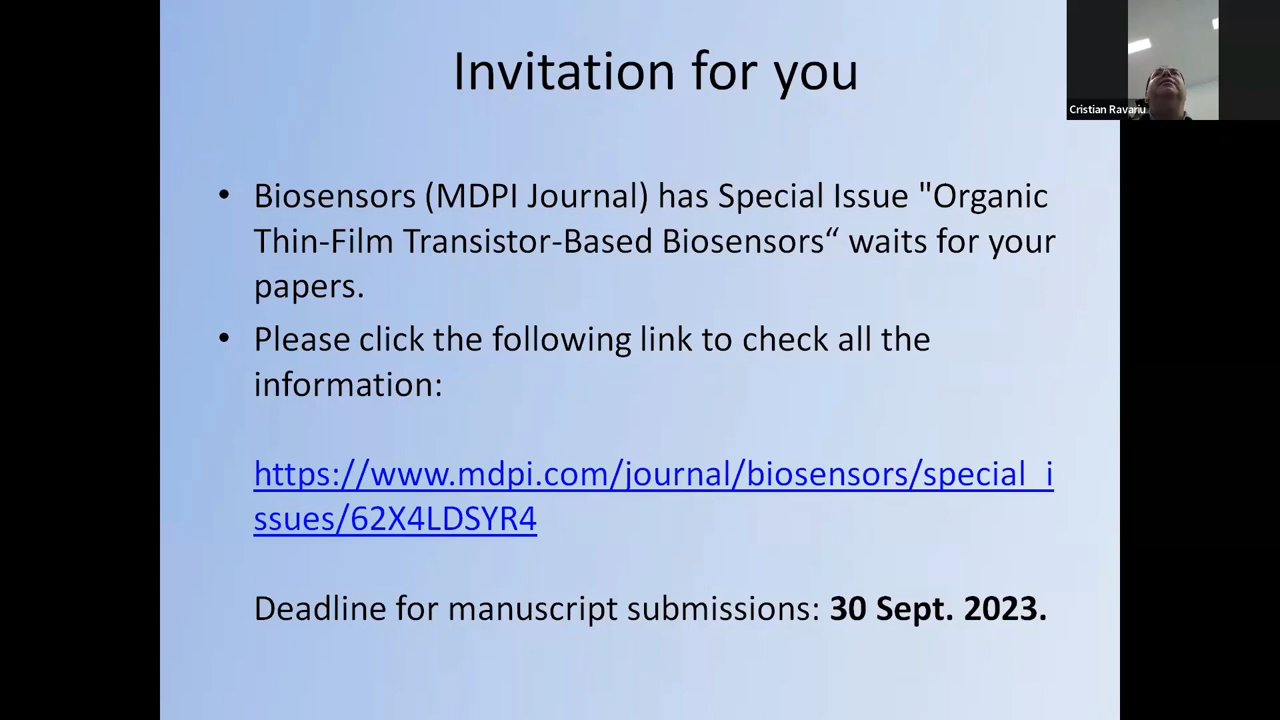 Invitation for you
Cristian Ravariu
• Biosensors (MDPI Journal) has Special Issue "Organic
Thin-Film Transistor-Based Biosensors“ waits for your
papers.
• Please click the following link to check all the
information:
https://www.mdpi.com/journal/biosensors/special_i
ssues/62X4LDSYR4
Deadline for manuscript submissions: 30 Sept. 2023.